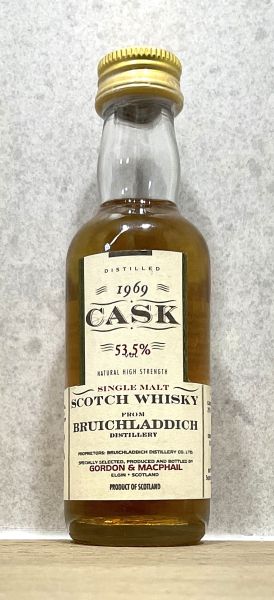 DISTILLED
1969
CASK
53.5%
NATURAL HIGH STRENGTH
SINGLE MALT
SCOTCH WHISKY
FROM
BRUICHLADDICH
DISTILLERY
PROPRIETORS: BRUICHLADDICH DISTILLERY CO. LTD.
SPECIALLY SELECTED, PRODUCED AND BOTTLED BY
GORDON & MACPHAIL
ELGIN • SCOTLAND
PRODUCT OF SCOTLAND